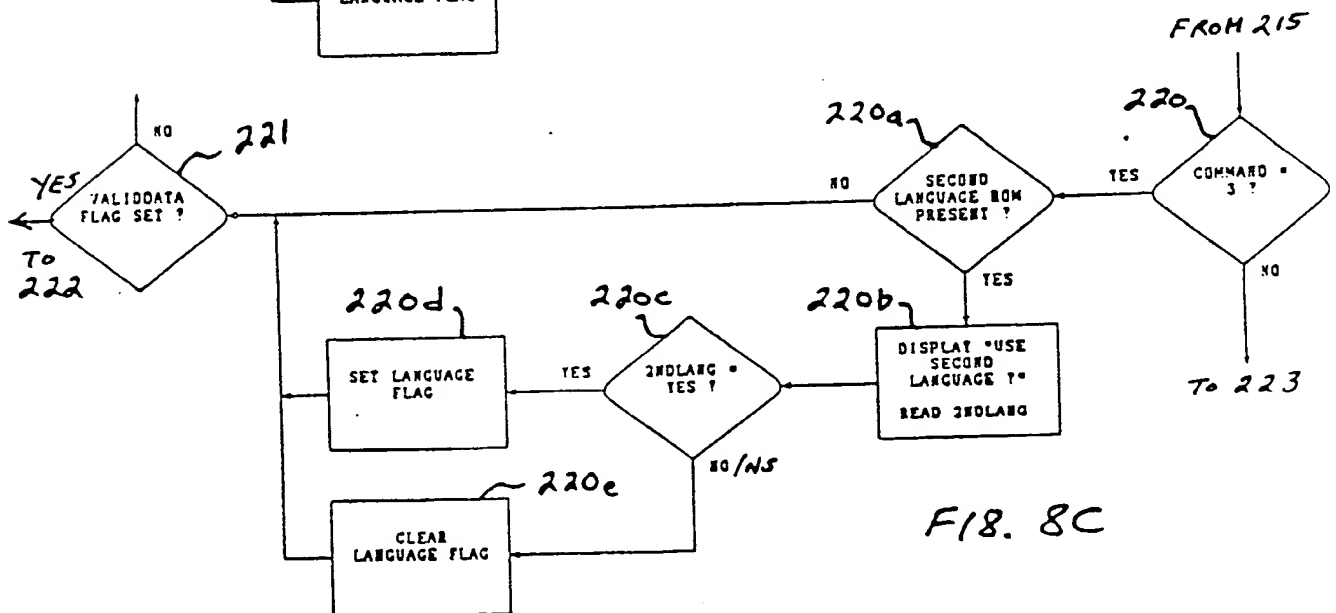 LANGUAGE FLAG
FROM 215
220
220a
221
NO
YES
VALIDDATA
FLAG SET ?
TO
222
NO
SECOND
LANGUAGE ROM
PRESENT ?
YES
COMMAND =
3 ?
NO
TO 223
YES
220d
220c
220b
SET LANGUAGE
FLAG
YES
2NDLANG =
YES ?
NO/NS
DISPLAY "USE
SECOND
LANGUAGE ?"
READ 2NDLANG
220e
CLEAR
LANGUAGE FLAG
FIG. 8C